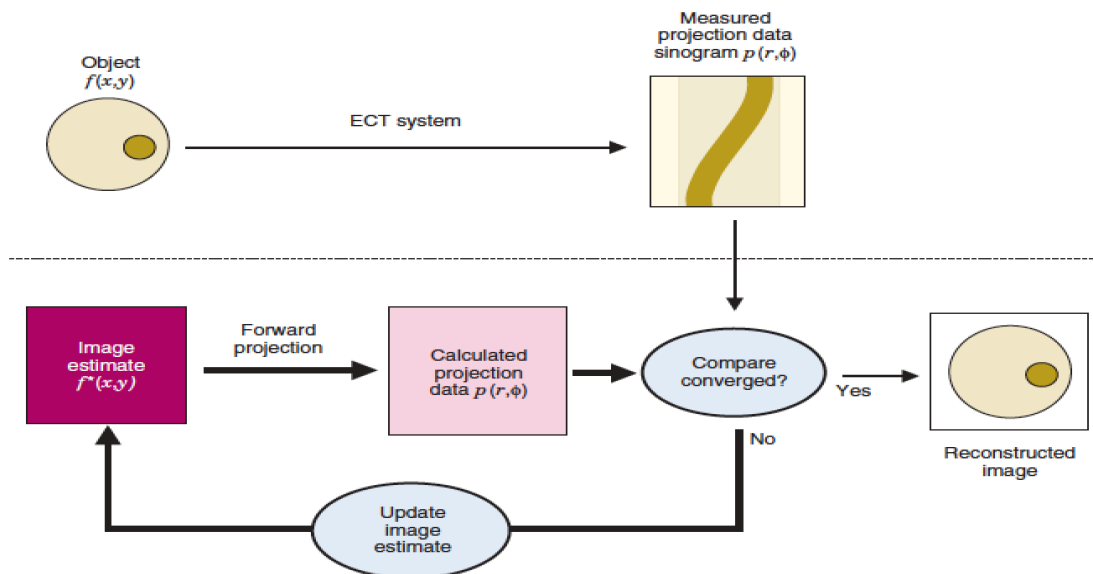 Measured
projection data
sinogram p (r,ϕ)
Object
f(x,y)
ECT system
Image
estimate
f*(x,y)
Forward
projection
Calculated
projection
data p (r,ϕ)
Compare
converged?
Yes
No
Reconstructed
image
Update
image
estimate